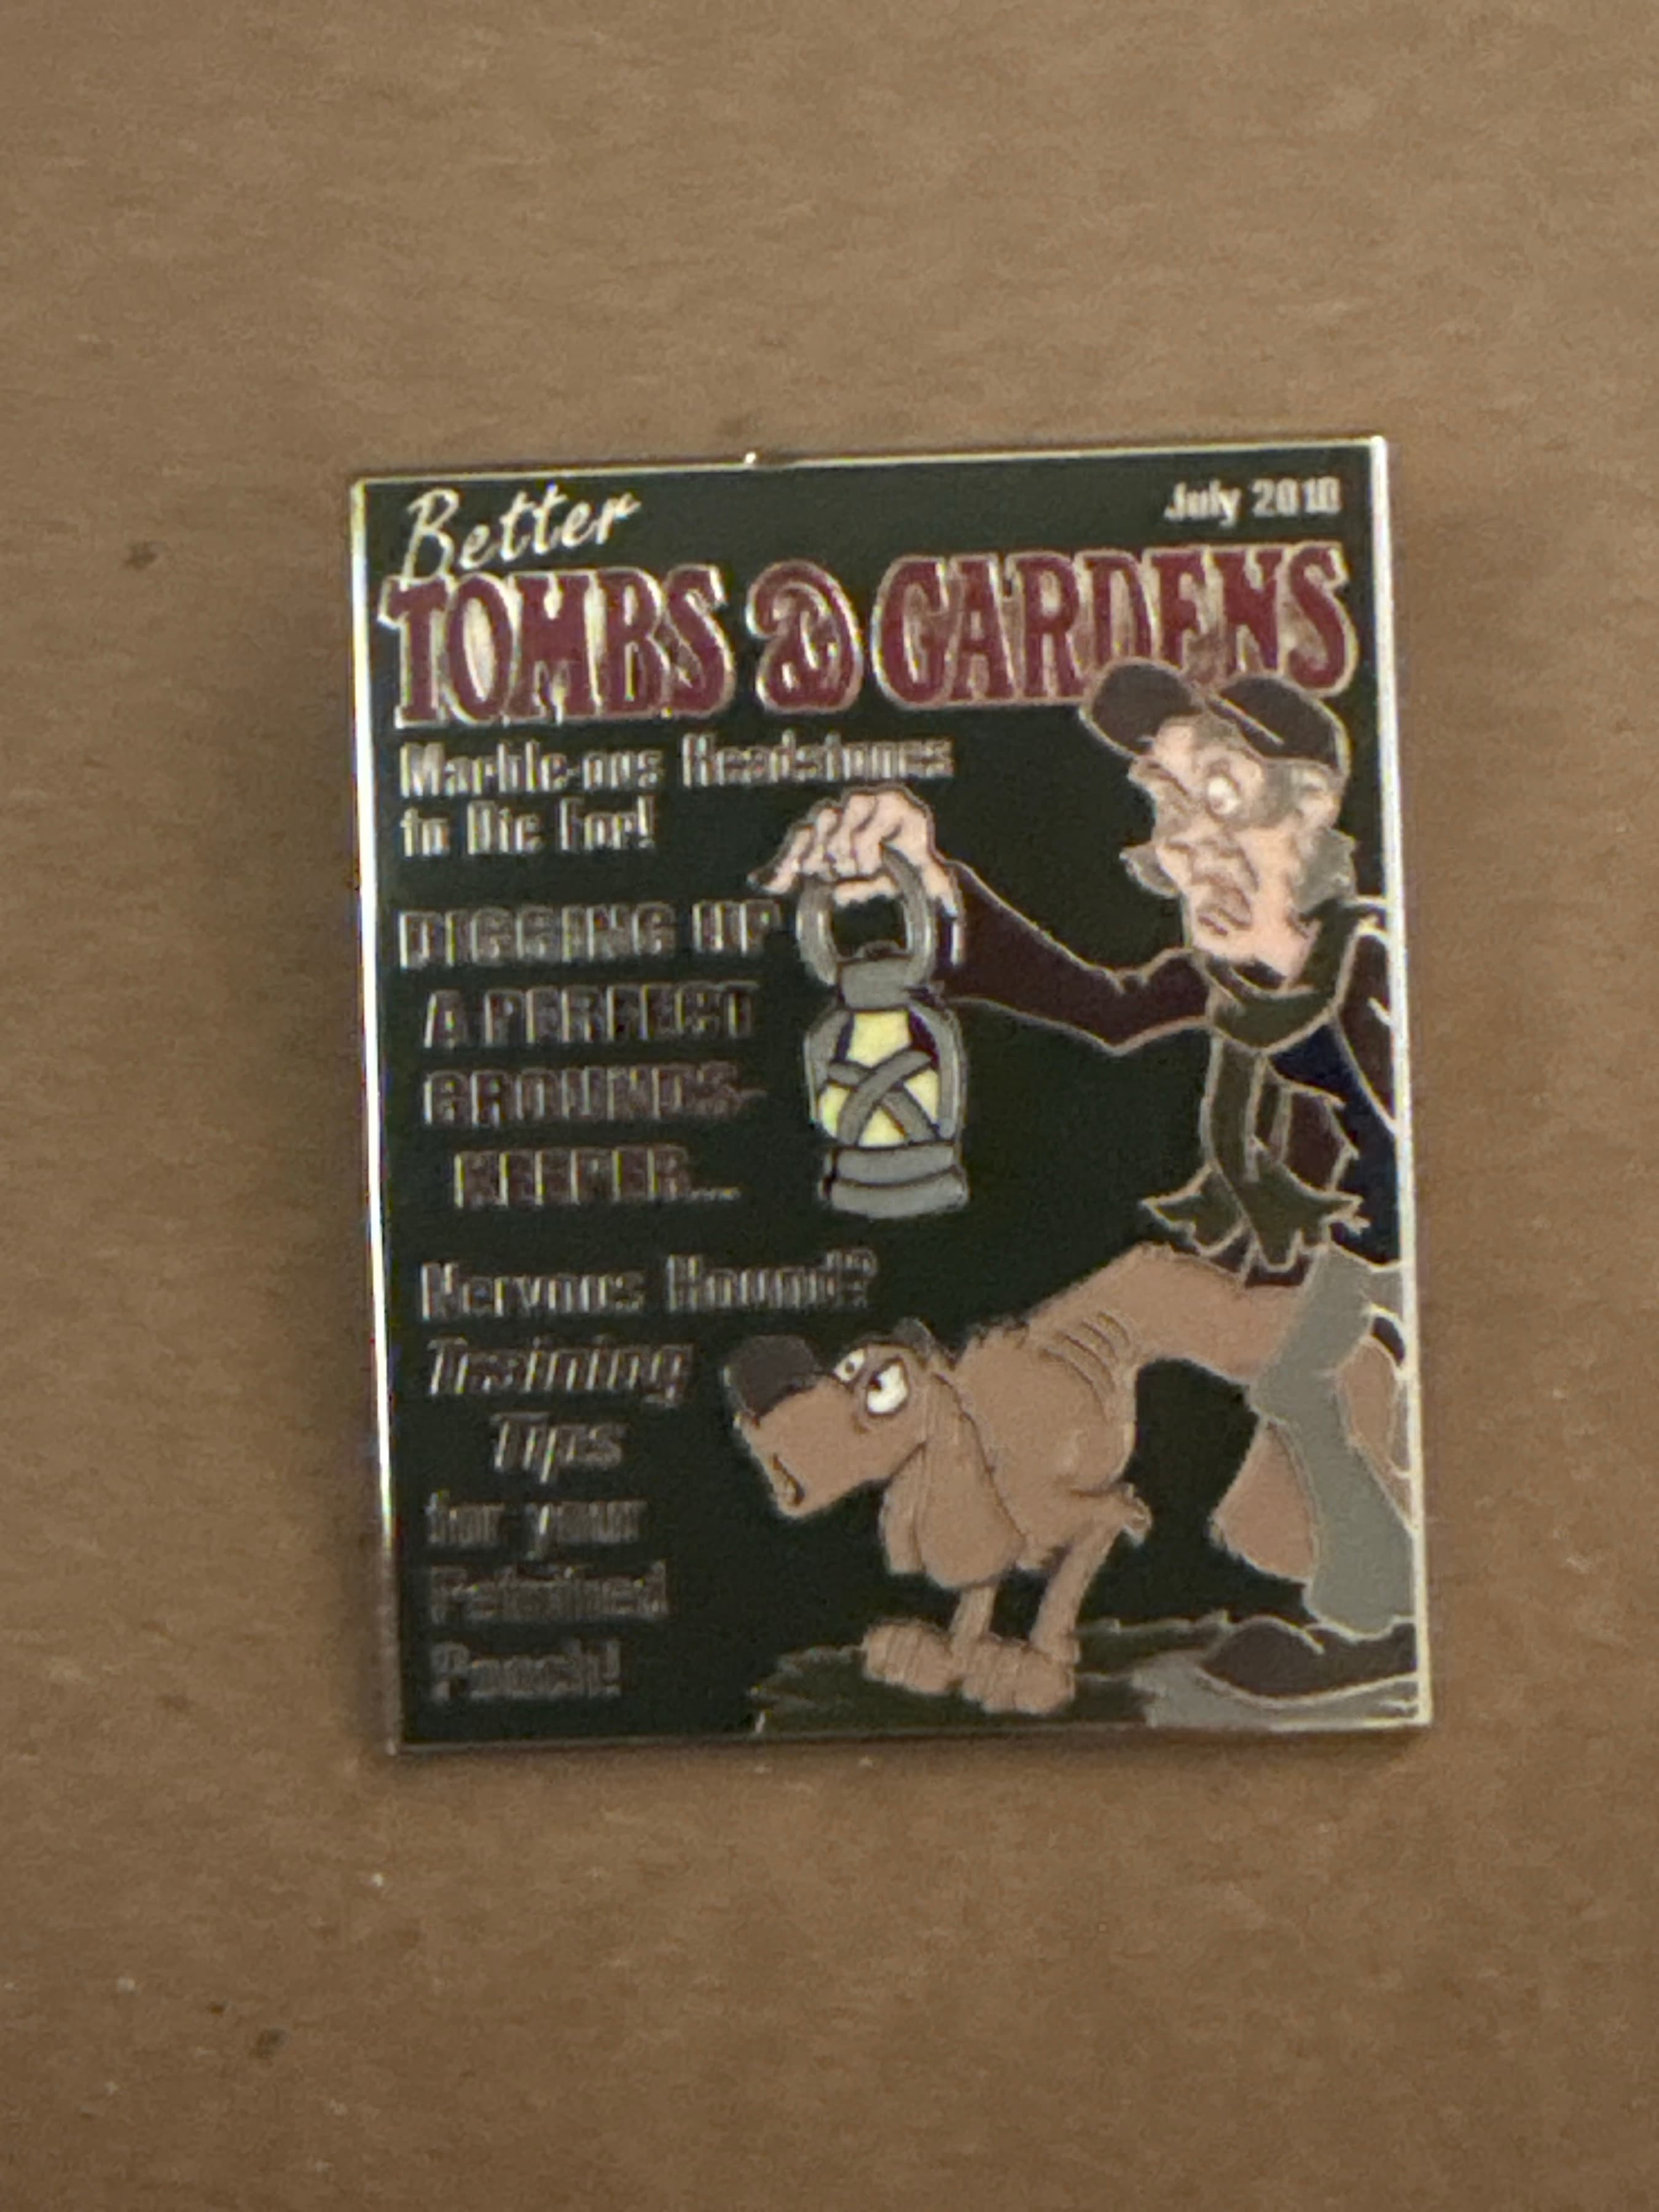 Better
July 2010
TOMBS & GARDENS
Marble-ous Headstones
to Die For!
DIGGING UP
A PERFECT
GROUNDS-
KEEPER...
Nervous Hound?
Training
Tips
for your
Petrified
Pooch!